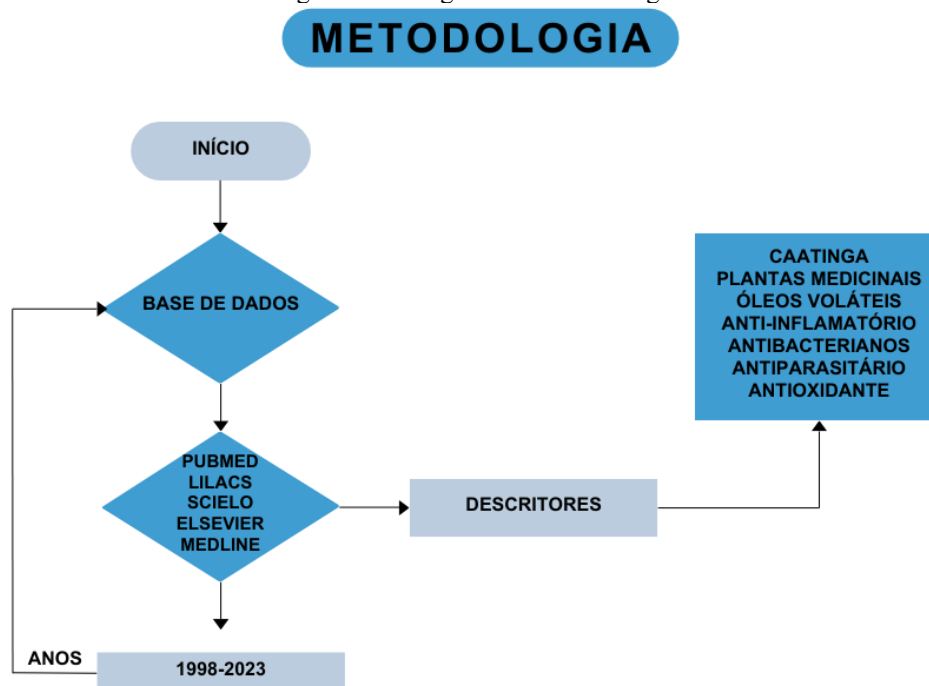 METODOLOGIA
INÍCIO
BASE DE DADOS
PUBMED
LILACS
SCIELO
ELSEVIER
MEDLINE
DESCRITORES
CAATINGA
PLANTAS MEDICINAIS
ÓLEOS VOLÁTEIS
ANTI-INFLAMATÓRIO
ANTIBACTERIANOS
ANTIPARASITÁRIO
ANTIOXIDANTE
ANOS
1998-2023